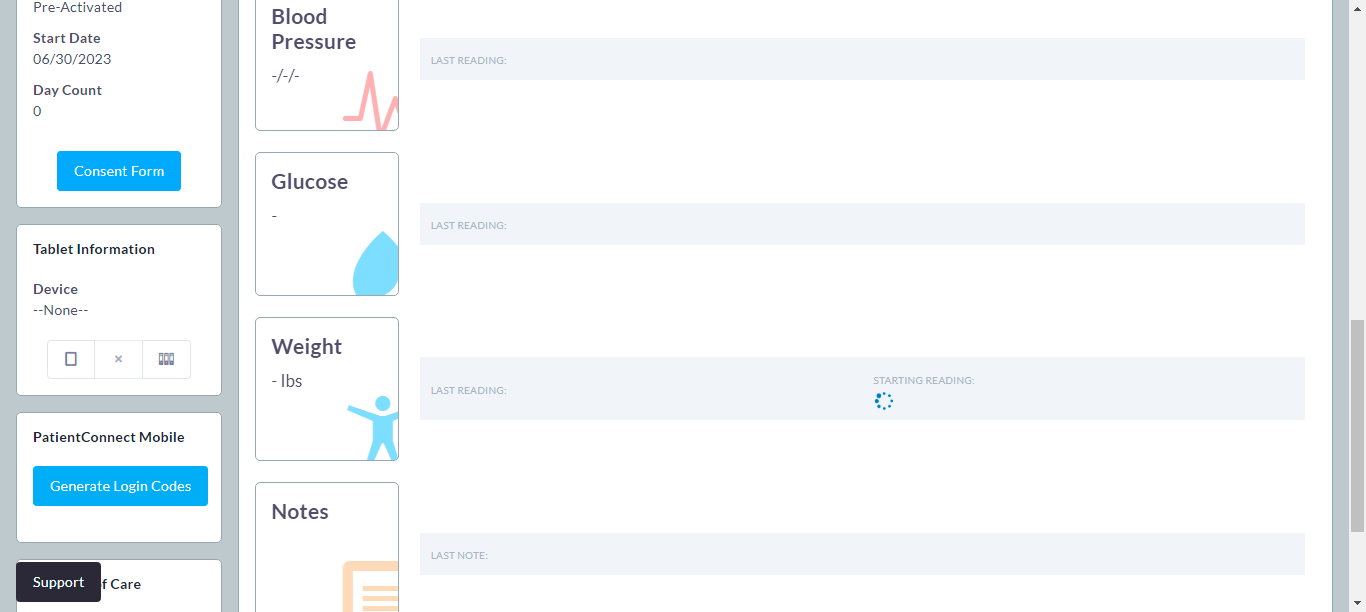 Pre-Activated
Start Date
06/30/2023
Day Count
0
Consent Form
Tablet Information
Device
--None--
PatientConnect Mobile
Generate Login Codes
f Care
Support
Blood
Pressure
-/-/-
LAST READING:
Glucose
-
LAST READING:
Weight
- lbs
LAST READING:
STARTING READING:
Notes
LAST NOTE: